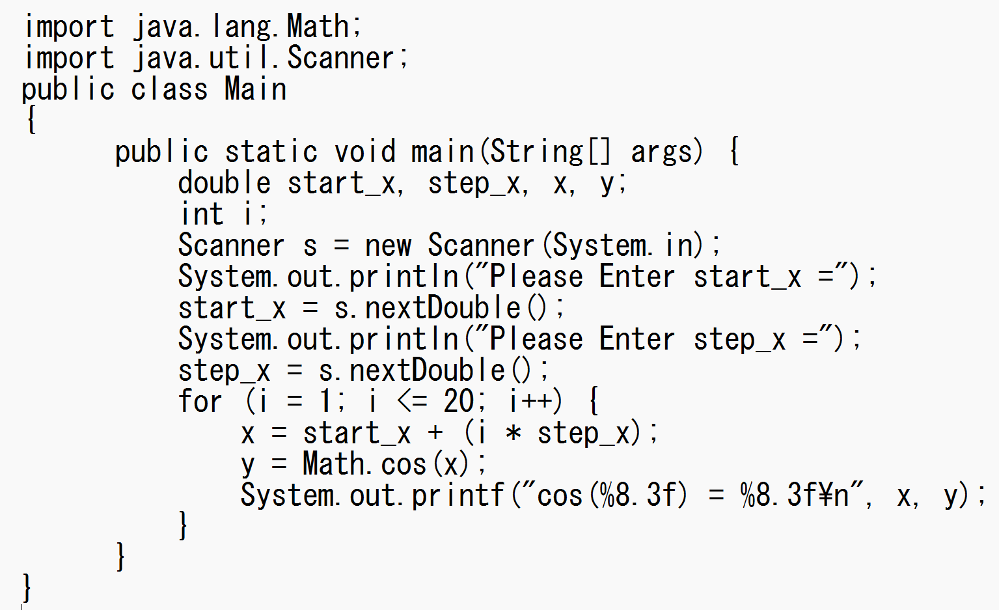 import java.lang.Math;
import java.util.Scanner;
public class Main
{
public static void main(String[] args) {
double start_x, step_x, x, y;
int i;
Scanner s = new Scanner(System.in);
System.out.println("Please Enter start_x =");
start_x = s.nextDouble();
System.out.println("Please Enter step_x =");
step_x = s.nextDouble();
for (i = 1; i <= 20; i++) {
x = start_x + (i * step_x);
y = Math.cos(x);
System.out.printf("cos(%8.3f) = %8.3f¥n", x, y);
}
}
}